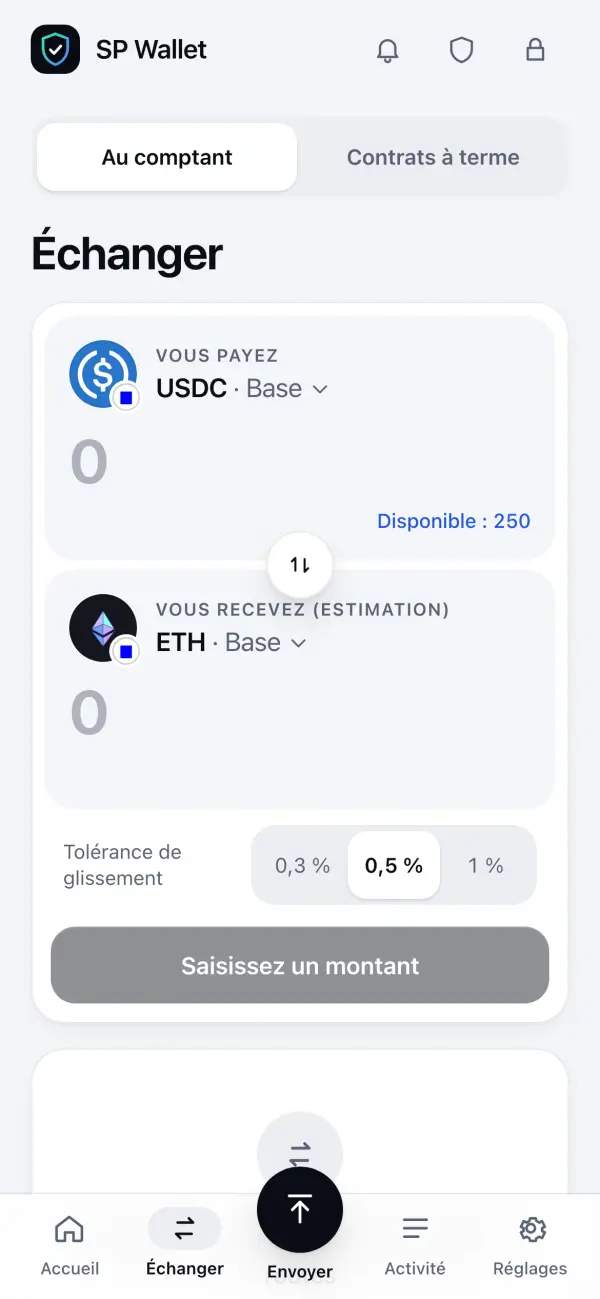 SP Wallet
Au comptant
Contrats à terme
Échanger
VOUS PAYEZ
USDC · Base
0
Disponible : 250
VOUS RECEVEZ (ESTIMATION)
ETH · Base
0
Tolérance de
glissement
0,3 %
0,5 %
1 %
Saisissez un montant
Accueil
Échanger
Envoyer
Activité
Réglages